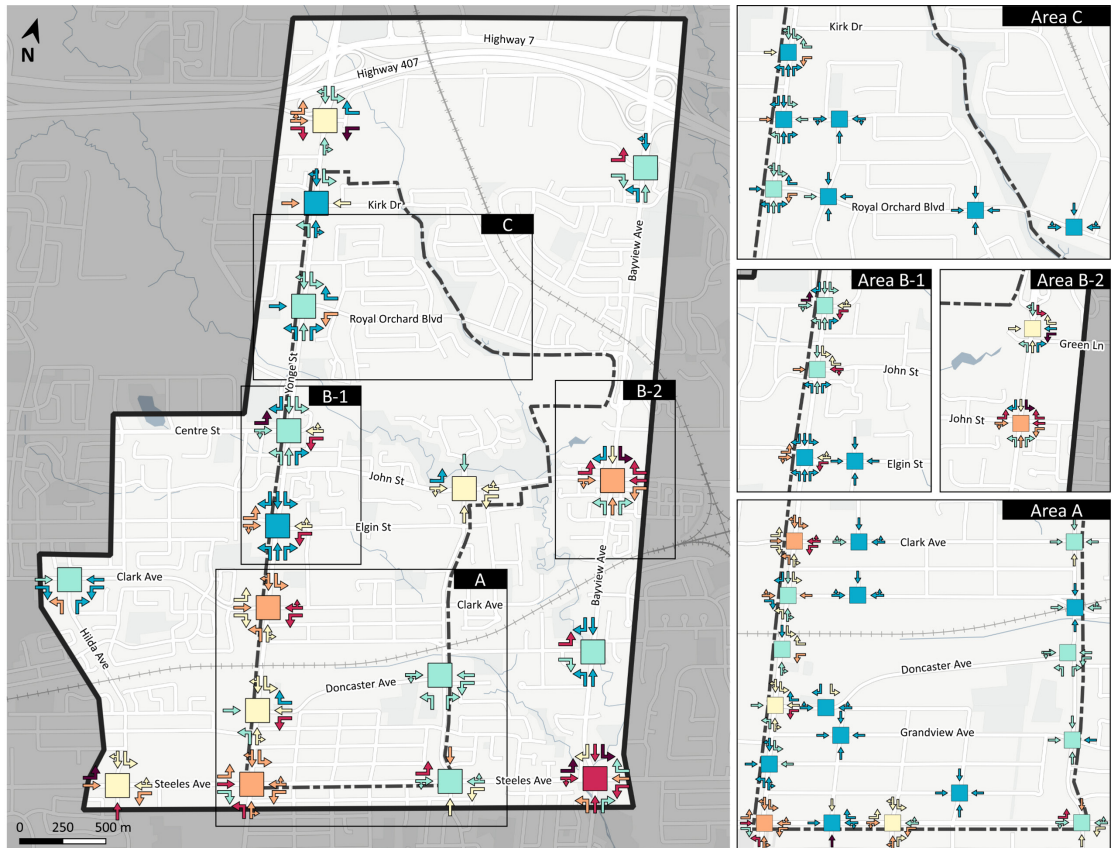 N
Highway 7
Highway 407
Kirk Dr
Bayview Ave
C
Royal Orchard Blvd
Yonge St
B-1
B-2
Centre St
John St
Elgin St
Clark Ave
A
Clark Ave
Bayview Ave
Hilda Ave
Doncaster Ave
Steeles Ave
Steeles Ave
0 250 500 m
Area C
Kirk Dr
Royal Orchard Blvd
Area B-1
John St
Elgin St
Area B-2
Green Ln
John St
Area A
Clark Ave
Doncaster Ave
Grandview Ave